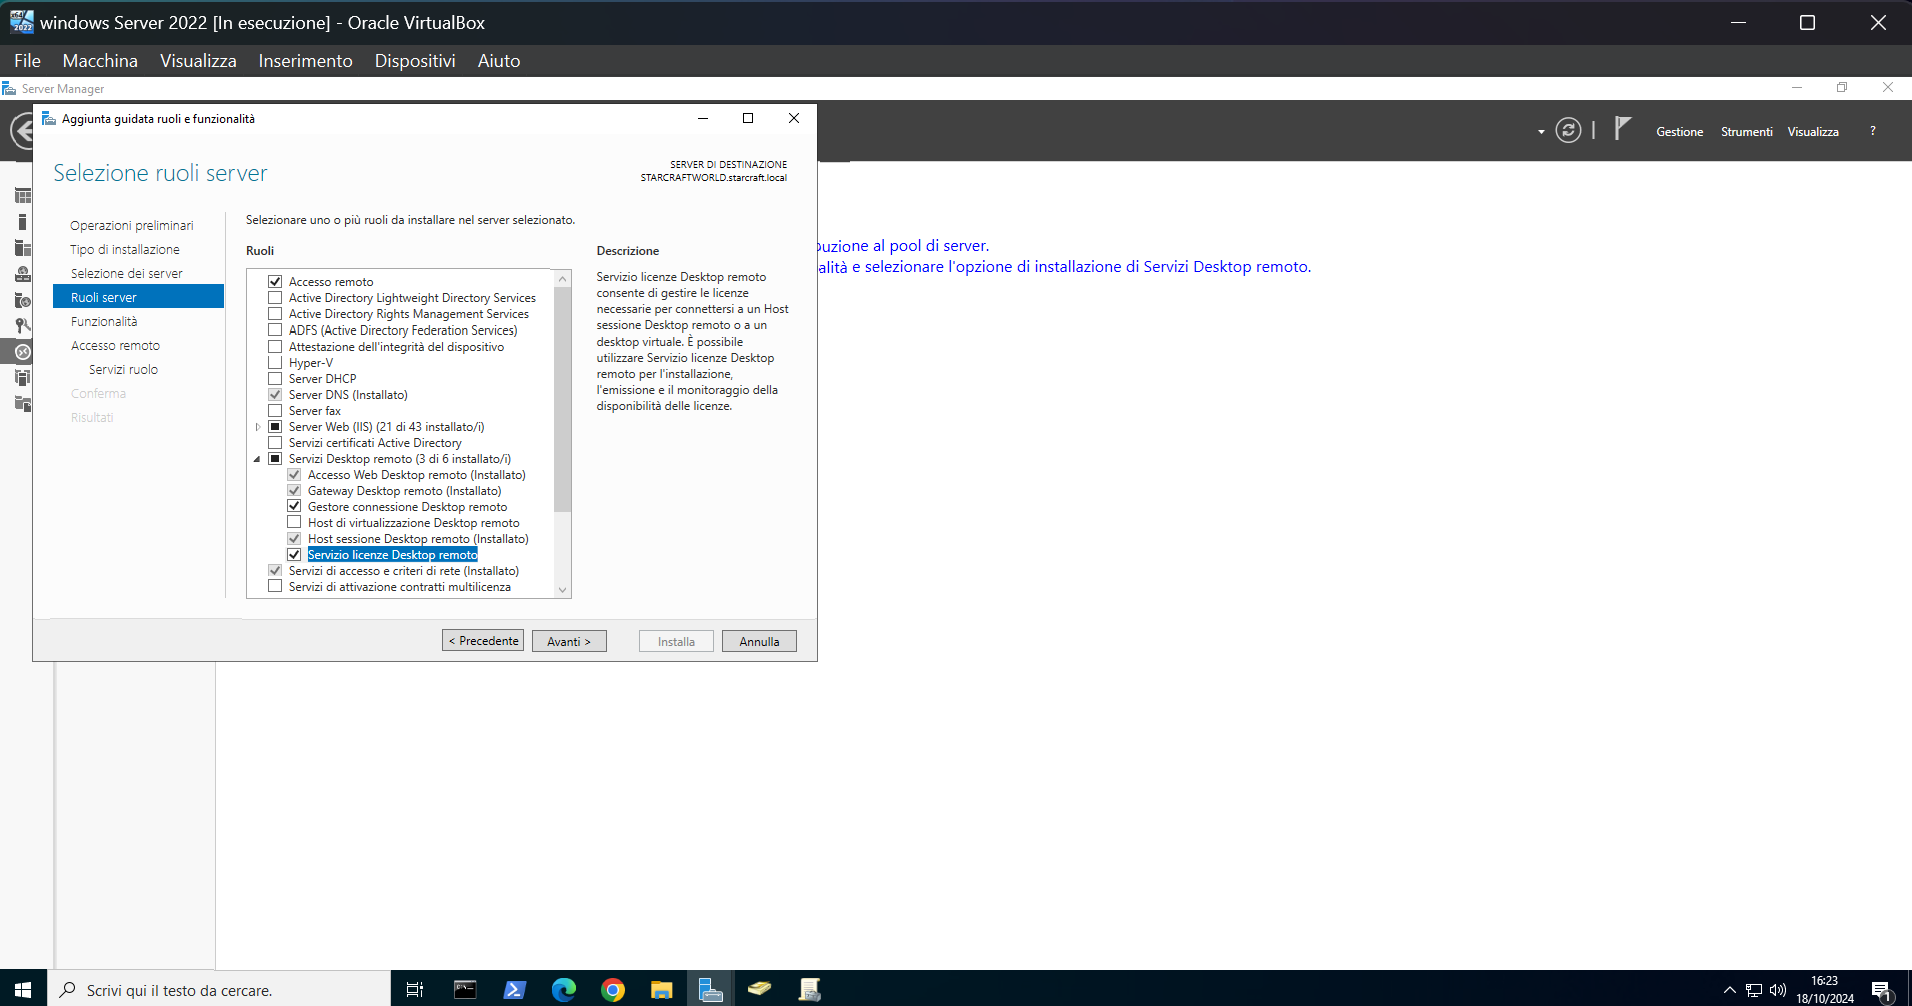 windows Server 2022 [In esecuzione] - Oracle VirtualBox
File Macchina Visualizza Inserimento Dispositivi Aiuto
Server Manager
Aggiunta guidata ruoli e funzionalità
Gestione Strumenti Visualizza ?
Selezione ruoli server
SERVER DI DESTINAZIONE
STARCRAFTWORLD.starcraft.local
Operazioni preliminari
Tipo di installazione
Selezione dei server
Ruoli server
Funzionalità
Accesso remoto
Servizi ruolo
Conferma
Risultati
Selezionare uno o più ruoli da installare nel server selezionato.
Ruoli
Accesso remoto
Active Directory Lightweight Directory Services
Active Directory Rights Management Services
ADFS (Active Directory Federation Services)
Attestazione dell'integrità del dispositivo
Hyper-V
Server DHCP
Server DNS (Installato)
Server fax
Server Web (IIS) (21 di 43 installato/i)
Servizi certificati Active Directory
Servizi Desktop remoto (3 di 6 installato/i)
Accesso Web Desktop remoto (Installato)
Gateway Desktop remoto (Installato)
Gestore connessione Desktop remoto
Host di virtualizzazione Desktop remoto
Host sessione Desktop remoto (Installato)
Servizio licenze Desktop remoto
Servizi di accesso e criteri di rete (Installato)
Servizi di attivazione contratti multilicenza
Descrizione
Servizio licenze Desktop remoto
consente di gestire le licenze
necessarie per connettersi a un Host
sessione Desktop remoto o a un
desktop virtuale. È possibile
utilizzare Servizio licenze Desktop
remoto per l'installazione,
l'emissione e il monitoraggio della
disponibilità delle licenze.
buzione al pool di server.
alità e selezionare l'opzione di installazione di Servizi Desktop remoto.
< Precedente Avanti > Installa Annulla
Scrivi qui il testo da cercare.
16:23
18/10/2024
1